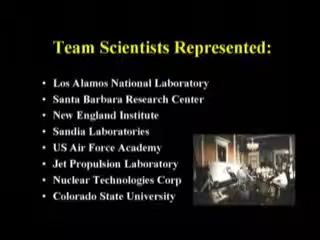 Team Scientists Represented:
• Los Alamos National Laboratory
• Santa Barbara Research Center
• New England Institute
• Sandia Laboratories
• US Air Force Academy
• Jet Propulsion Laboratory
• Nuclear Technologies Corp
• Colorado State University